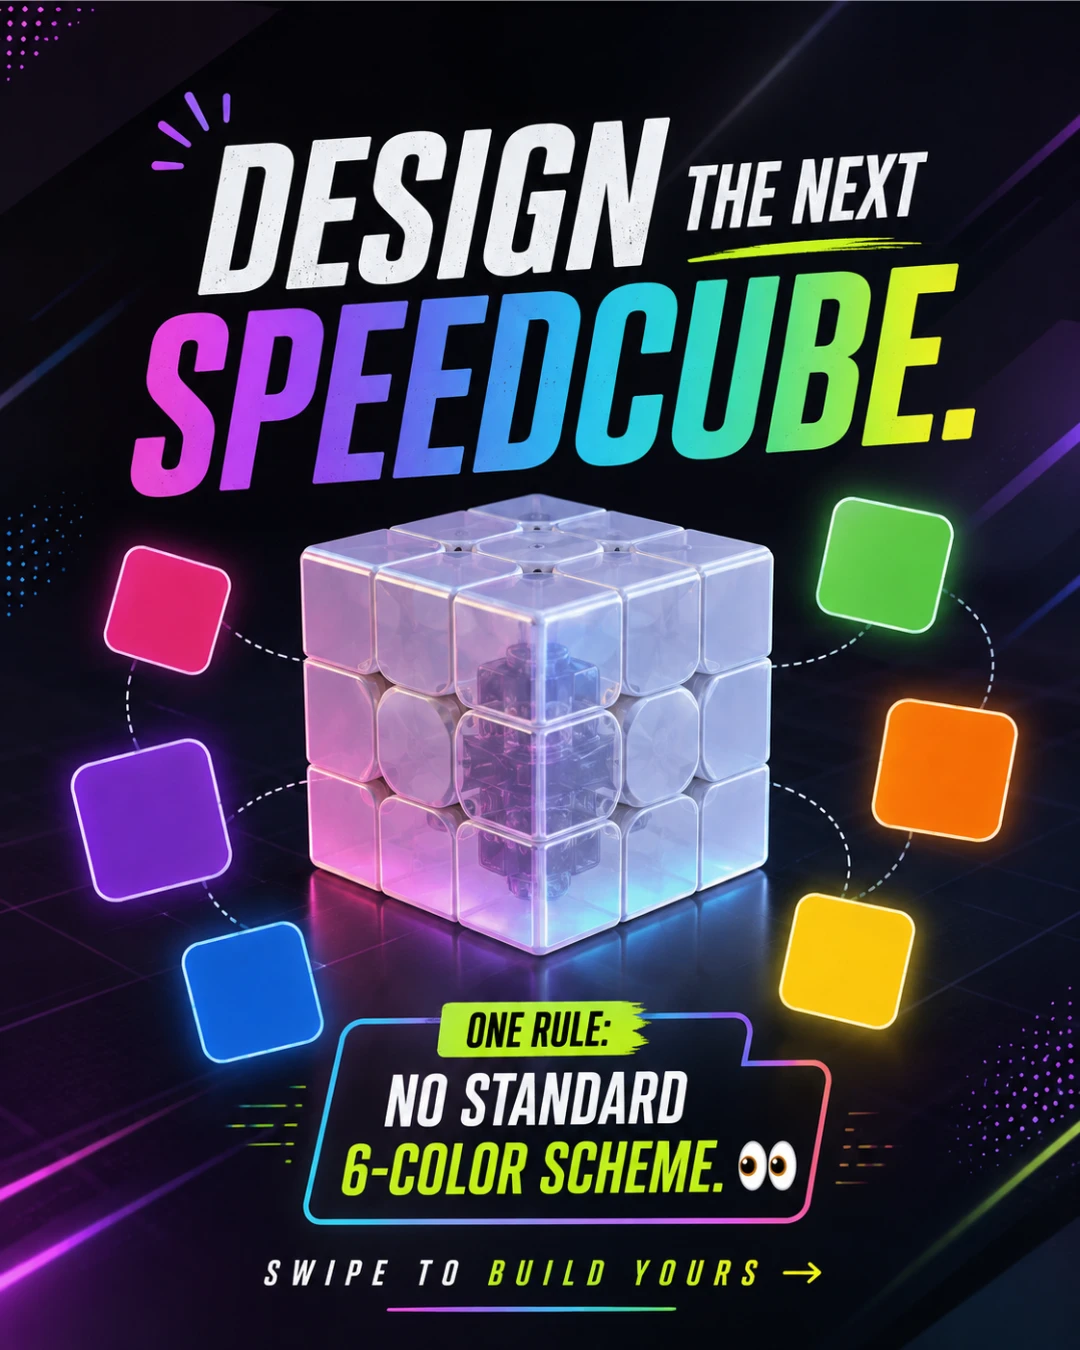 DESIGN THE NEXT
SPEEDCUBE.
ONE RULE:
NO STANDARD
6-COLOR SCHEME. 👀
SWIPE TO BUILD YOURS →